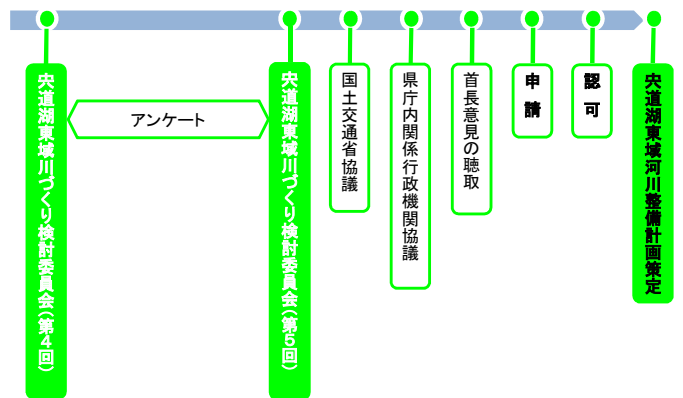 宍道湖東域川づくり検討委員会(第4回)
アンケート
宍道湖東域川づくり検討委員会(第5回)
国土交通省協議
県庁内関係行政機関協議
首長意見の聴取
申請
認可
宍道湖東域河川整備計画策定